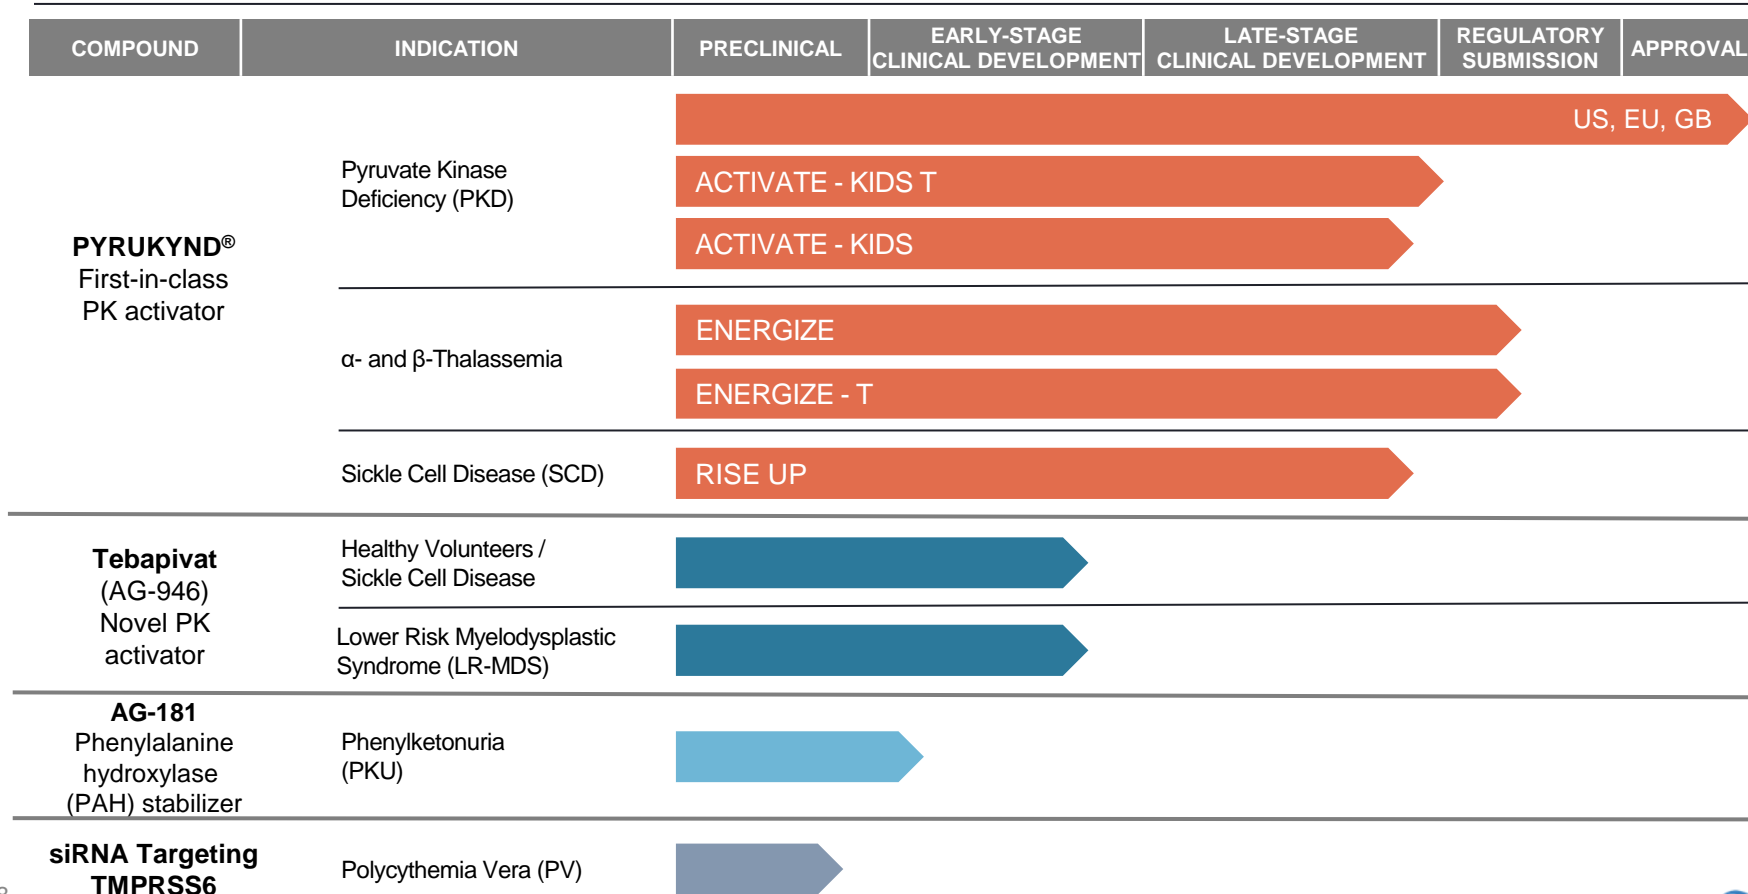 COMPOUND
INDICATION
PRECLINICAL
EARLY-STAGE
CLINICAL DEVELOPMENT
LATE-STAGE
CLINICAL DEVELOPMENT
REGULATORY
SUBMISSION
APPROVAL
PYRUKYND®
First-in-class
PK activator
Pyruvate Kinase
Deficiency (PKD)
US, EU, GB
ACTIVATE - KIDS T
ACTIVATE - KIDS
α- and β-Thalassemia
ENERGIZE
ENERGIZE - T
Sickle Cell Disease (SCD)
RISE UP
Tebapivat
(AG-946)
Novel PK
activator
Healthy Volunteers /
Sickle Cell Disease
Lower Risk Myelodysplastic
Syndrome (LR-MDS)
AG-181
Phenylalanine
hydroxylase
(PAH) stabilizer
Phenylketonuria
(PKU)
siRNA Targeting
TMPRSS6
Polycythemia Vera (PV)